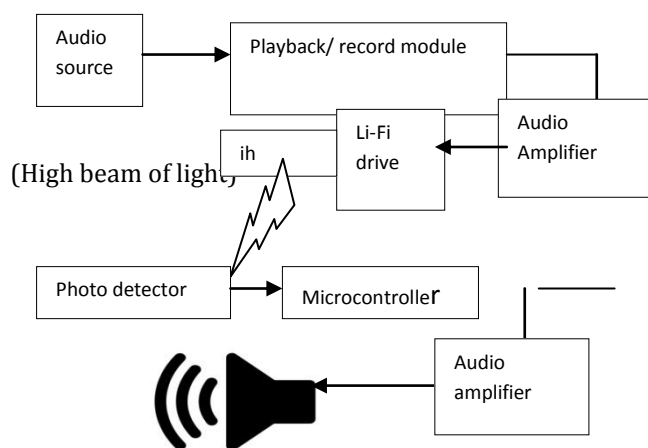 Audio
source
Playback/ record module
Audio
Amplifier
Li-Fi
drive
ih
(High beam of light)
Photo detector
Microcontroller
Audio
amplifier